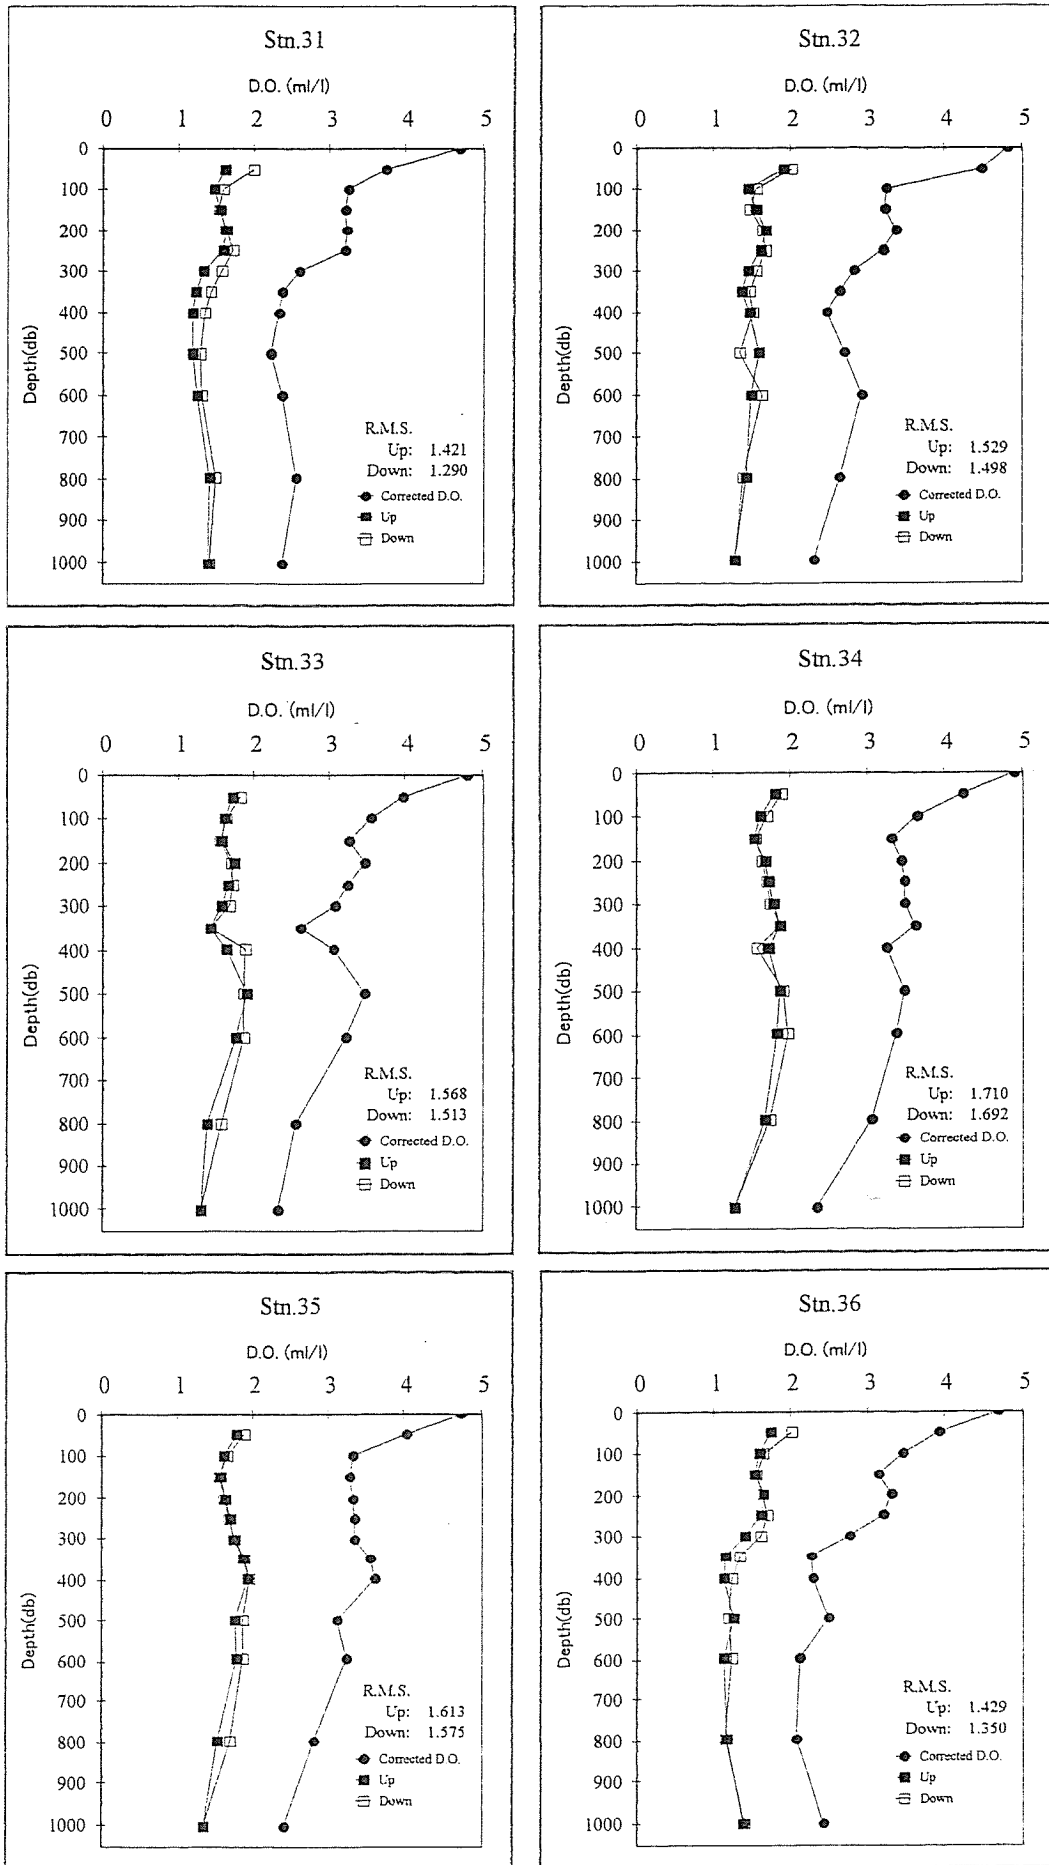 Stn.31
D.O. (ml/l)
0 1 2 3 4 5
0
100
200
300
400
500
600
700
800
900
1000
Depth(db)
R.M.S.
Up: 1.421
Down: 1.290
Corrected D.O.
Up
Down
Stn.32
D.O. (ml/l)
0 1 2 3 4 5
0
100
200
300
400
500
600
700
800
900
1000
Depth(db)
R.M.S.
Up: 1.529
Down: 1.498
Corrected D.O.
Up
Down
Stn.33
D.O. (ml/l)
0 1 2 3 4 5
0
100
200
300
400
500
600
700
800
900
1000
Depth(db)
R.M.S.
Up: 1.568
Down: 1.513
Corrected D.O.
Up
Down
Stn.34
D.O. (ml/l)
0 1 2 3 4 5
0
100
200
300
400
500
600
700
800
900
1000
Depth(db)
R.M.S.
Up: 1.710
Down: 1.692
Corrected D.O.
Up
Down
Stn.35
D.O. (ml/l)
0 1 2 3 4 5
0
100
200
300
400
500
600
700
800
900
1000
Depth(db)
R.M.S.
Up: 1.613
Down: 1.575
Corrected D.O.
Up
Down
Stn.36
D.O. (ml/l)
0 1 2 3 4 5
0
100
200
300
400
500
600
700
800
900
1000
Depth(db)
R.M.S.
Up: 1.429
Down: 1.350
Corrected D.O.
Up
Down